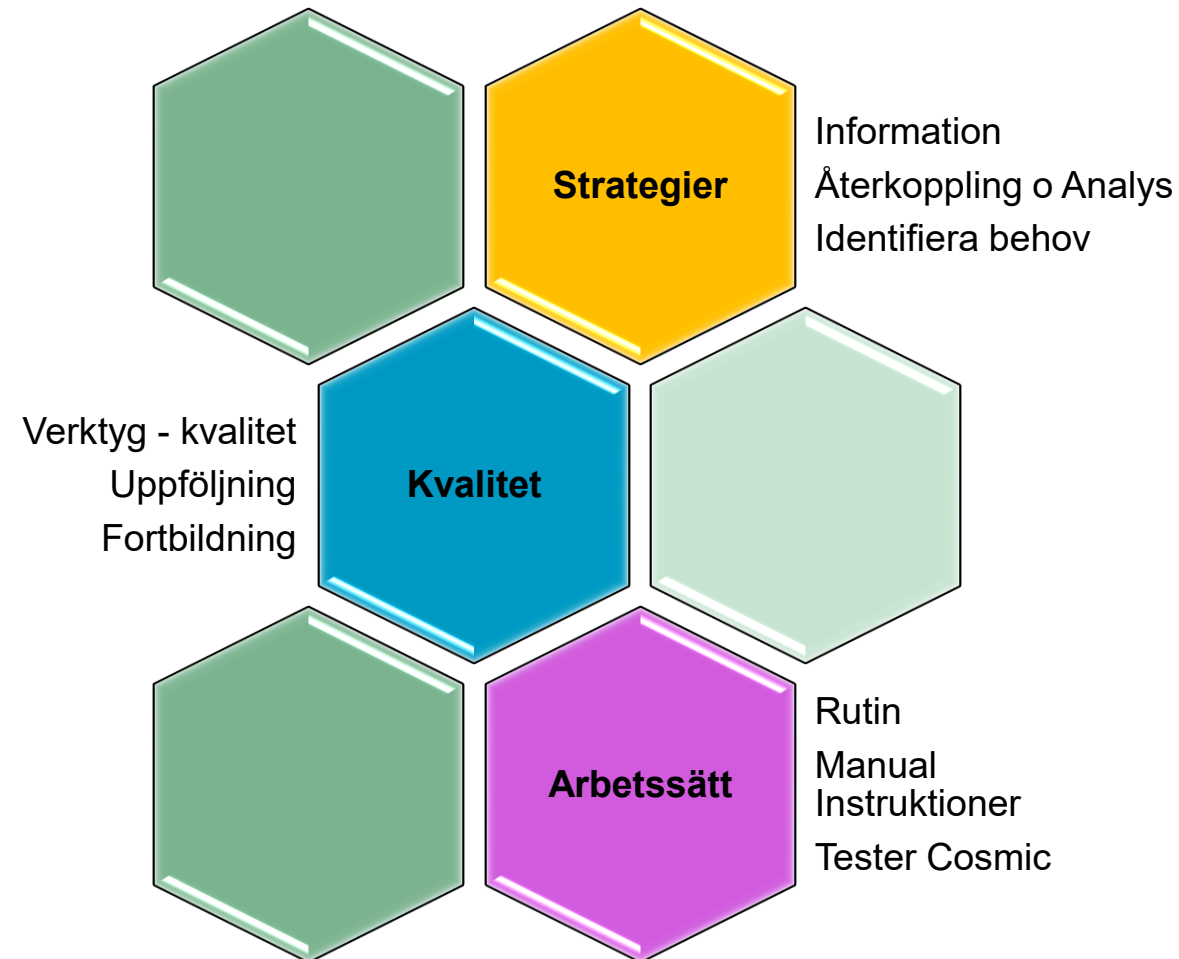 Strategier
Information
Återkoppling o Analys
Identifiera behov
Verktyg - kvalitet
Uppföljning
Fortbildning
Kvalitet
Arbetssätt
Rutin
Manual
Instruktioner
Tester Cosmic